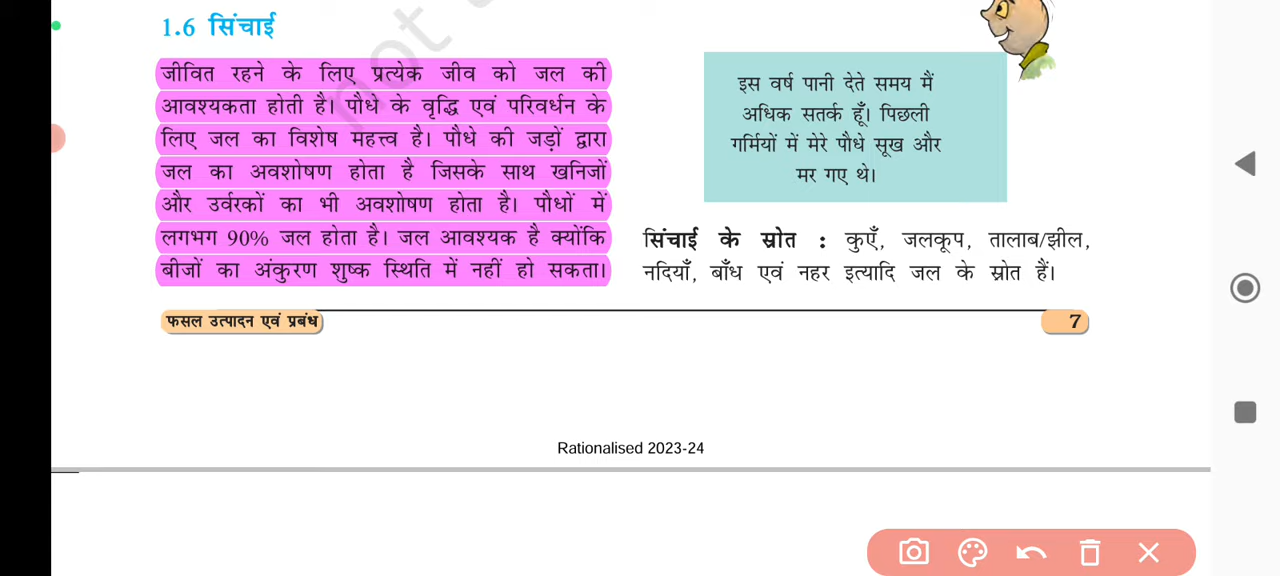 1.6 सिंचाई
जीवित रहने के लिए प्रत्येक जीव को जल की
आवश्यकता होती है। पौधे के वृद्धि एवं परिवर्धन के
लिए जल का विशेष महत्त्व है। पौधे की जड़ों द्वारा
जल का अवशोषण होता है जिसके साथ खनिजों
और उर्वरकों का भी अवशोषण होता है। पौधों में
लगभग 90% जल होता है। जल आवश्यक है क्योंकि
बीजों का अंकुरण शुष्क स्थिति में नहीं हो सकता।
इस वर्ष पानी देते समय मैं
अधिक सतर्क हूँ। पिछली
गर्मियों में मेरे पौधे सूख और
मर गए थे।
सिंचाई के स्रोत : कुएँ, जलकूप, तालाब/झील,
नदियाँ, बाँध एवं नहर इत्यादि जल के स्रोत हैं।
फसल उत्पादन एवं प्रबंध
7
Rationalised 2023-24
not